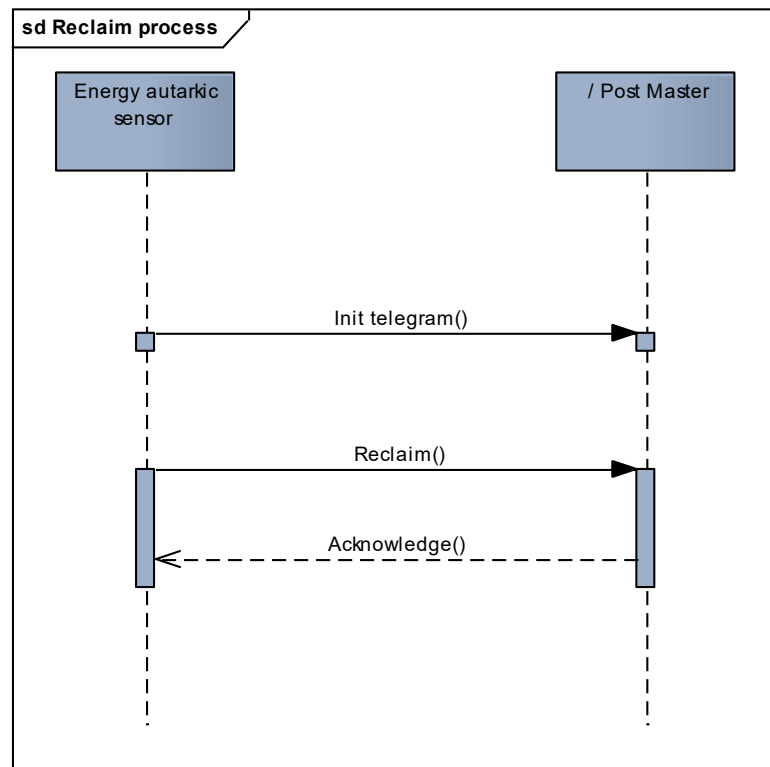 sd Reclaim process
Energy autarkic
sensor
/ Post Master
Init telegram()
Reclaim()
Acknowledge()